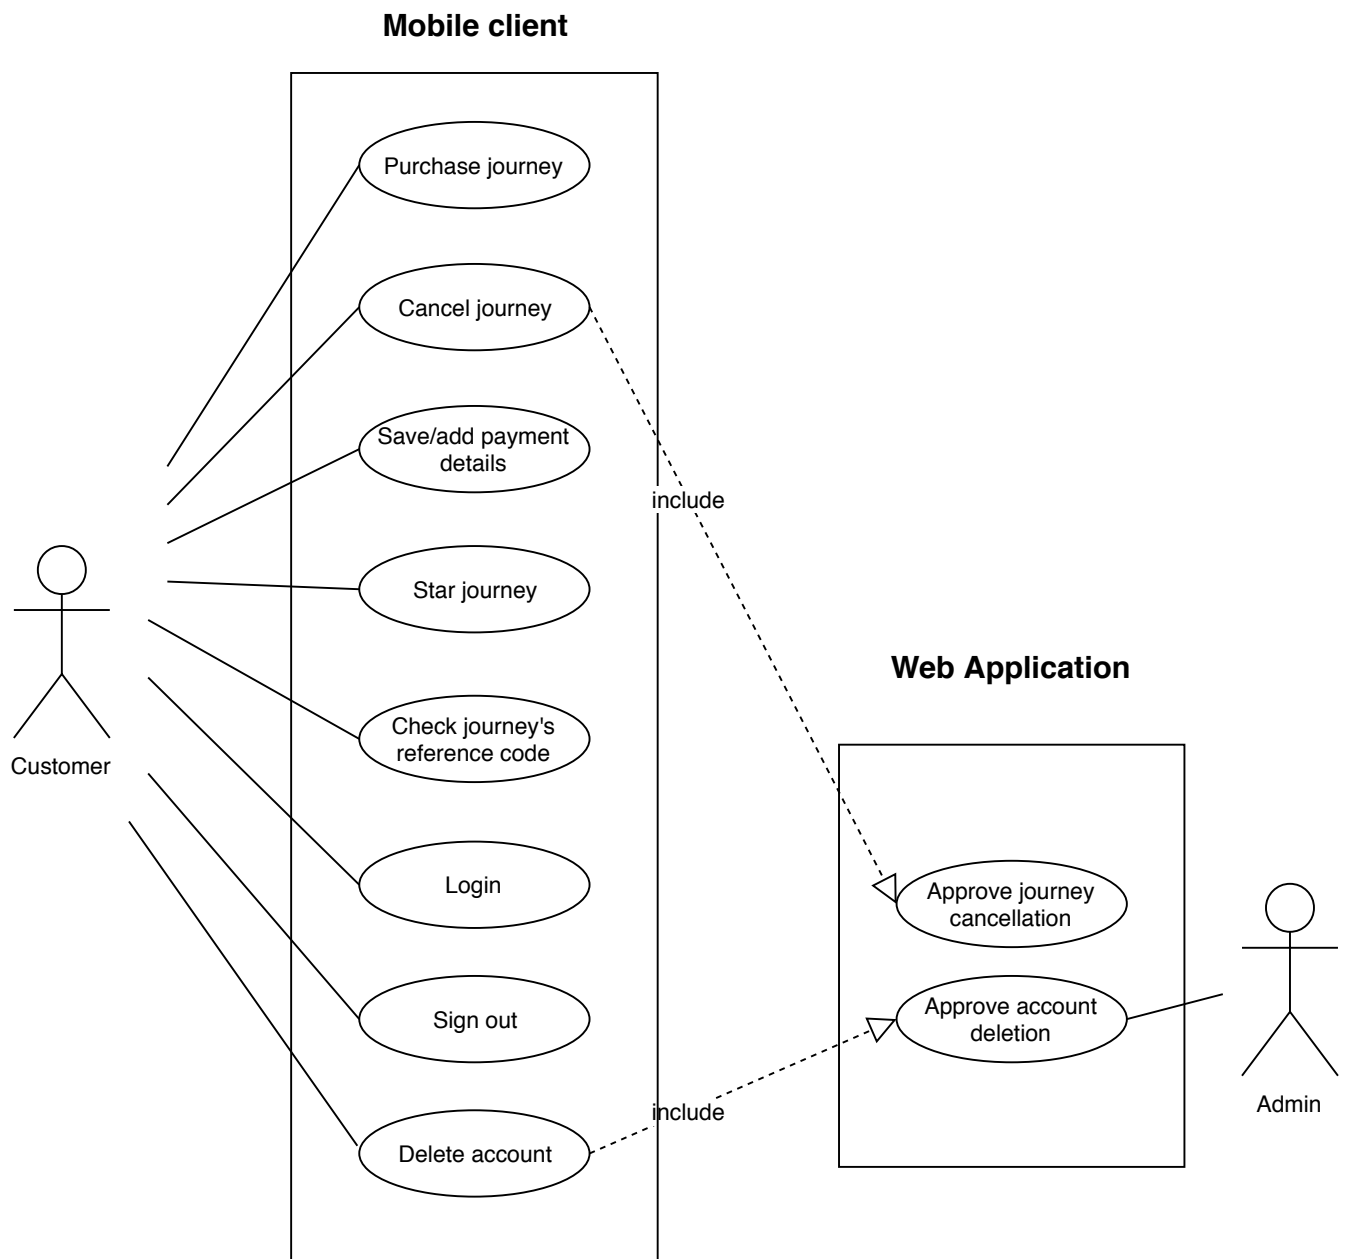 Mobile client
Purchase journey
Cancel journey
Save/add payment
details
include
Star journey
Web Application
Check journey's
reference code
Customer
Login
Approve journey
cancellation
Sign out
Approve account
deletion
Admin
include
Delete account